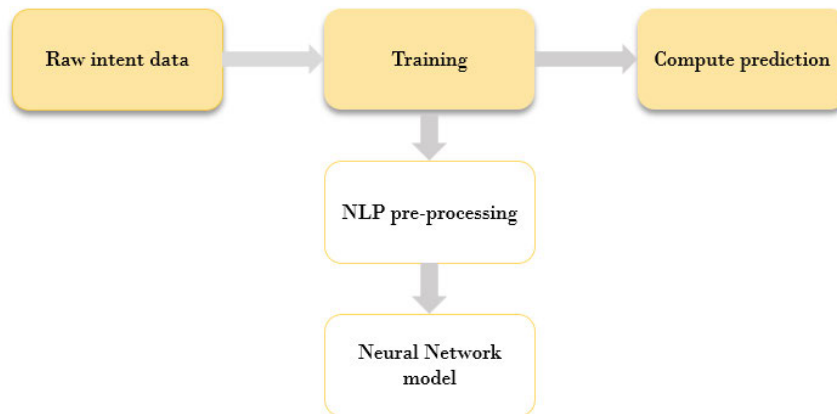 Raw intent data
Training
Compute prediction
NLP pre-processing
Neural Network
model